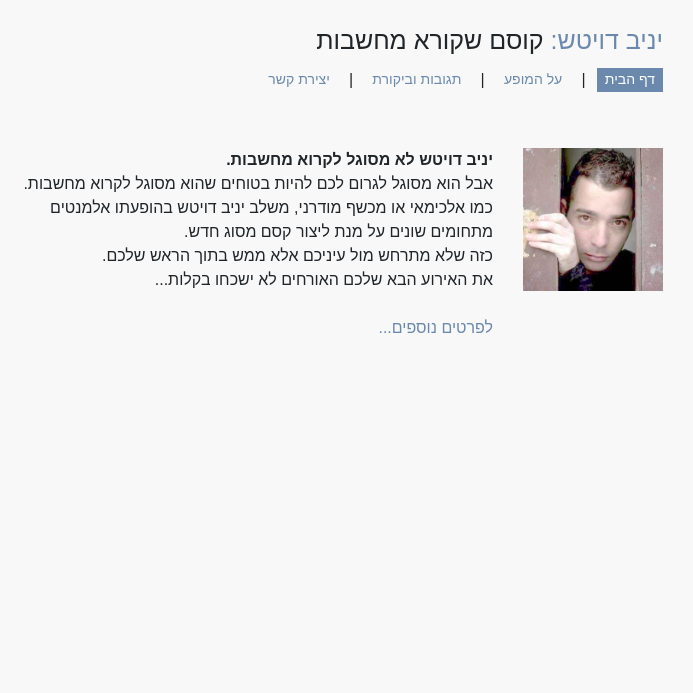 יניב דויטש: קוסם שקורא מחשבות
דף הבית | על המופע | תגובות וביקורת | יצירת קשר
יניב דויטש לא מסוגל לקרוא מחשבות.
אבל הוא מסוגל לגרום לכם להיות בטוחים שהוא מסוגל לקרוא מחשבות.
כמו אלכימאי או מכשף מודרני, משלב יניב דויטש בהופעתו אלמנטים
מתחומים שונים על מנת ליצור קסם מסוג חדש.
כזה שלא מתרחש מול עיניכם אלא ממש בתוך הראש שלכם.
את האירוע הבא שלכם האורחים לא ישכחו בקלות...
לפרטים נוספים...